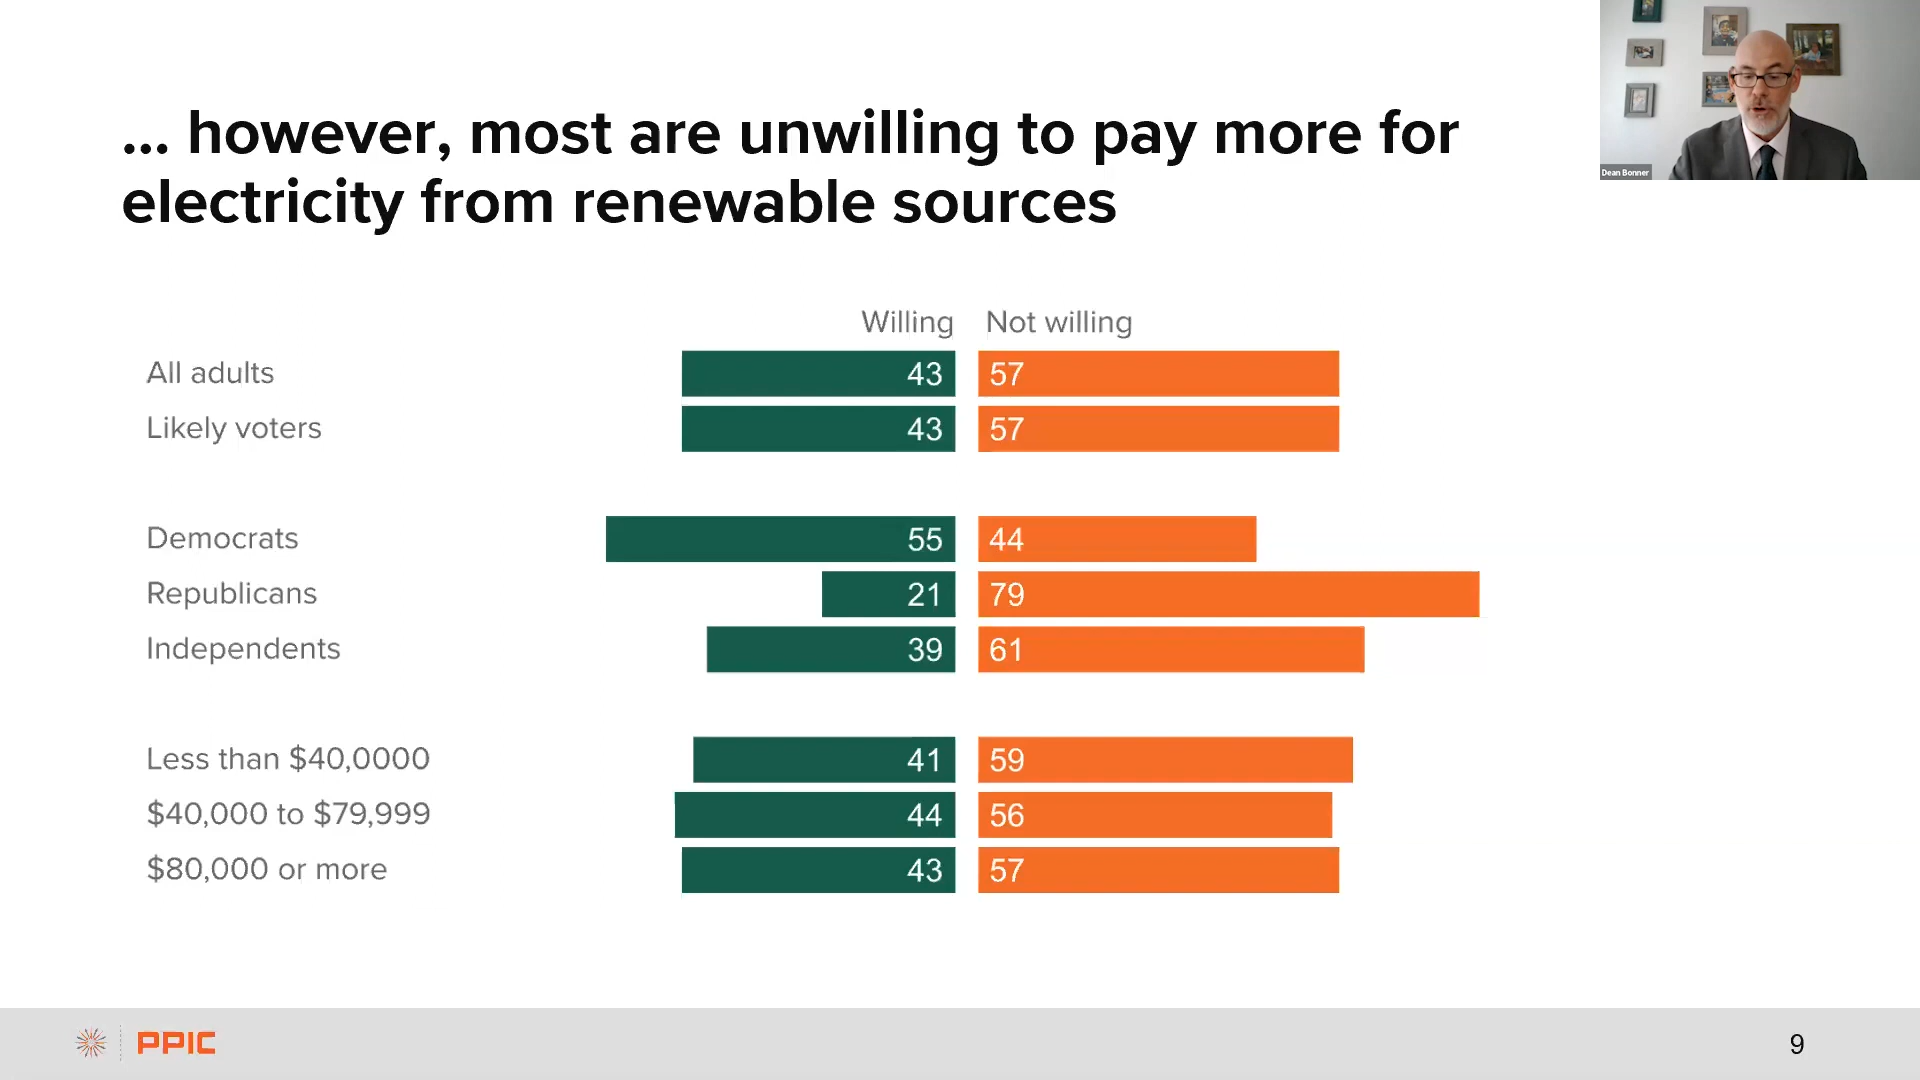 ... however, most are unwilling to pay more for
electricity from renewable sources
Dean Bonner
Willing Not willing
All adults 43 57
Likely voters 43 57
Democrats 55 44
Republicans 21 79
Independents 39 61
Less than $40,0000 41 59
$40,000 to $79,999 44 56
$80,000 or more 43 57
PPIC 9